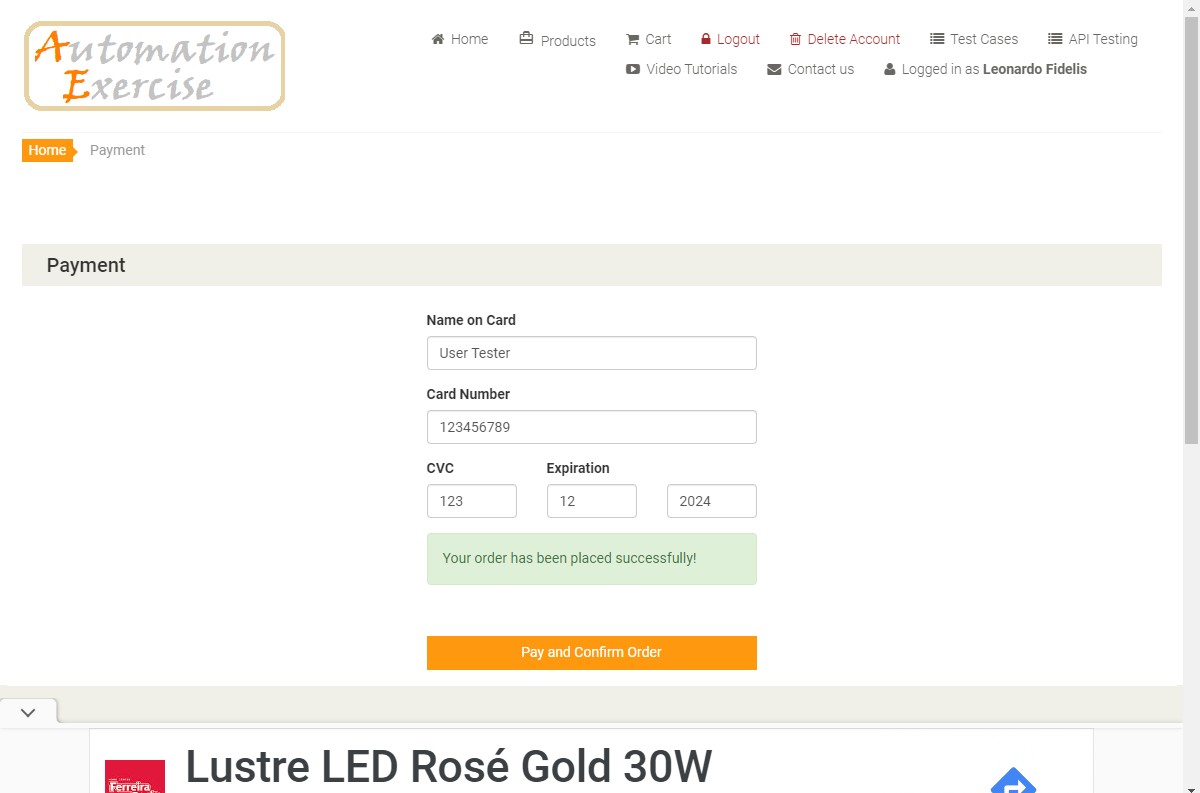 Automation
Exercise
Home Products Cart Logout Delete Account Test Cases API Testing
Video Tutorials Contact us Logged in as Leonardo Fidelis
Home Payment
Payment
Name on Card
User Tester
Card Number
123456789
CVC Expiration
123 12 2024
Your order has been placed successfully!
Pay and Confirm Order
Lustre LED Rosé Gold 30W
Ferreira